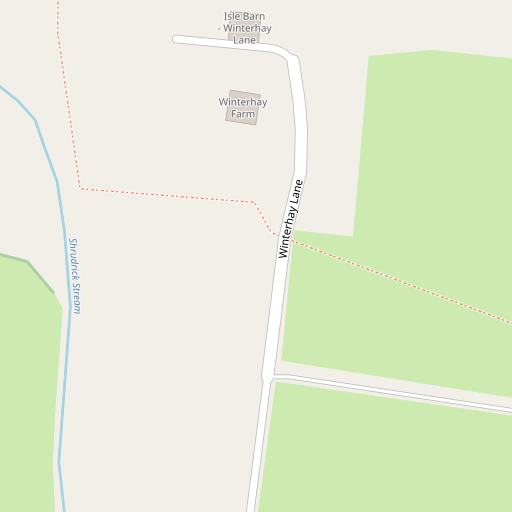 Isle Barn
- Winterhay
Lane
Winterhay
Farm
Winterhay Lane
Shrudrick Stream